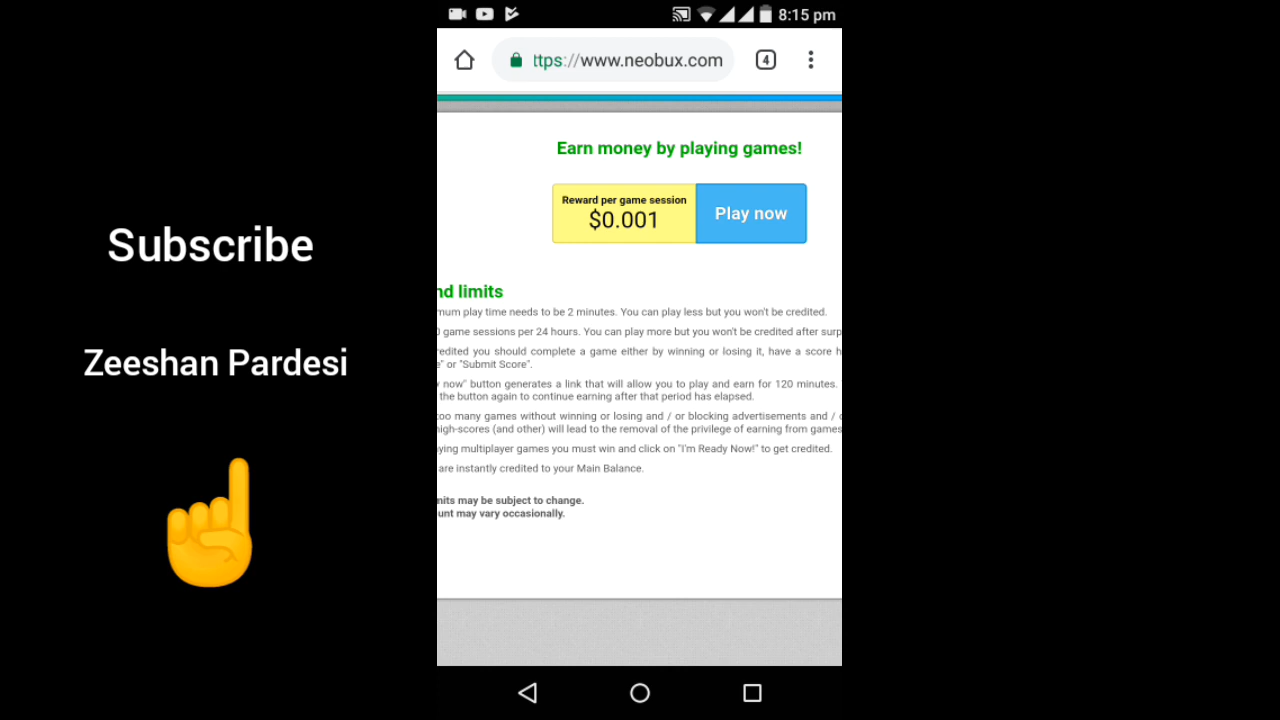 8:15 pm
ttps://www.neobux.com
4
Earn money by playing games!
Reward per game session
$0.001
Play now
nd limits
mum play time needs to be 2 minutes. You can play less but you won't be credited.
0 game sessions per 24 hours. You can play more but you won't be credited after surp
redited you should complete a game either by winning or losing it, have a score h
e" or "Submit Score".
y now" button generates a link that will allow you to play and earn for 120 minutes.
the button again to continue earning after that period has elapsed.
too many games without winning or losing and / or blocking advertisements and /
high-scores (and other) will lead to the removal of the privilege of earning from games
ying multiplayer games you must win and click on "I'm Ready Now!" to get credited.
are instantly credited to your Main Balance.
mits may be subject to change.
unt may vary occasionally.
Subscribe
Zeeshan Pardesi